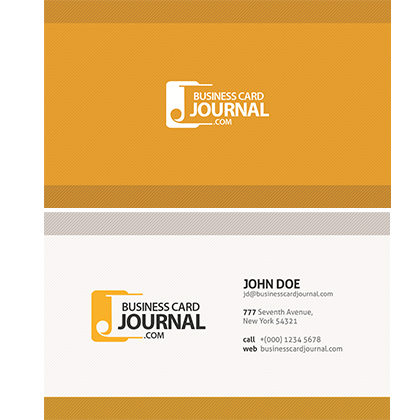 BUSINESS CARD
JOURNAL
.COM
BUSINESS CARD
JOURNAL
.COM
JOHN DOE
jd@businesscardjournal.com
777 Seventh Avenue,
New York 54321
call +(000) 1234 5678
web businesscardjournal.com